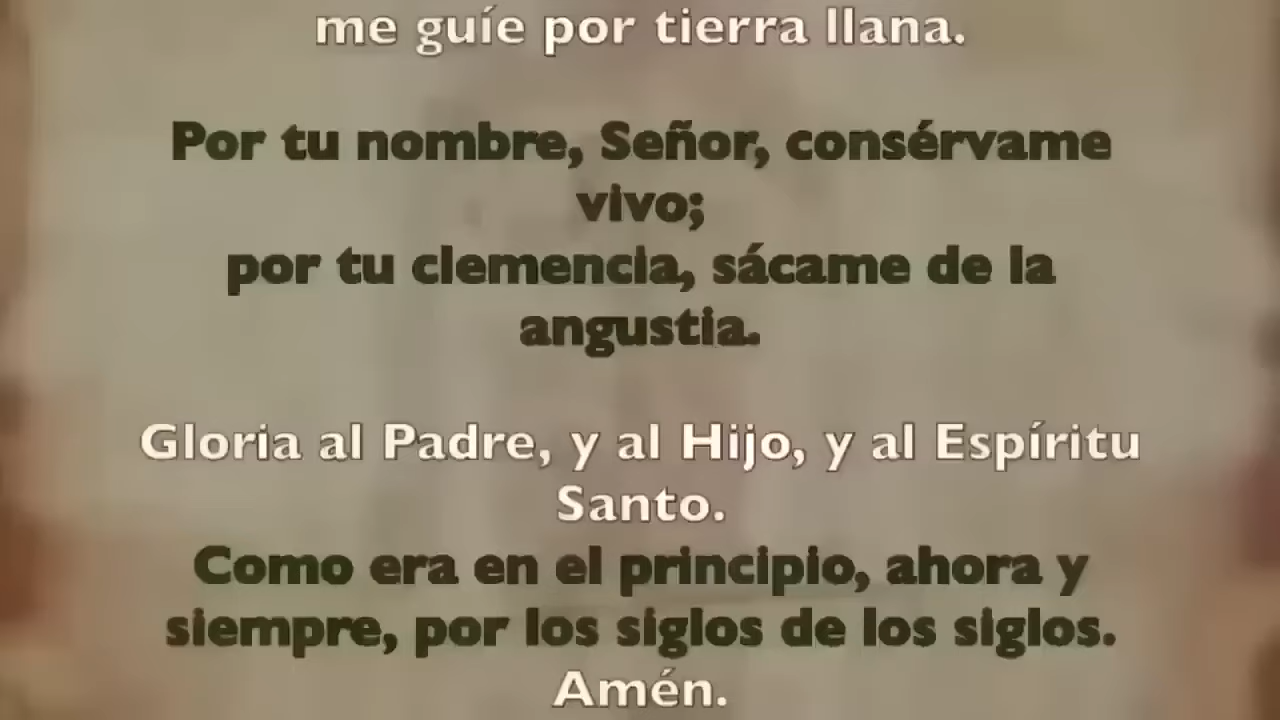 me guíe por tierra llana.
Por tu nombre, Señor, consérvame
vivo;
por tu clemencia, sácame de la
angustia.
Gloria al Padre, y al Hijo, y al Espíritu
Santo.
Como era en el principio, ahora y
siempre, por los siglos de los siglos.
Amén.